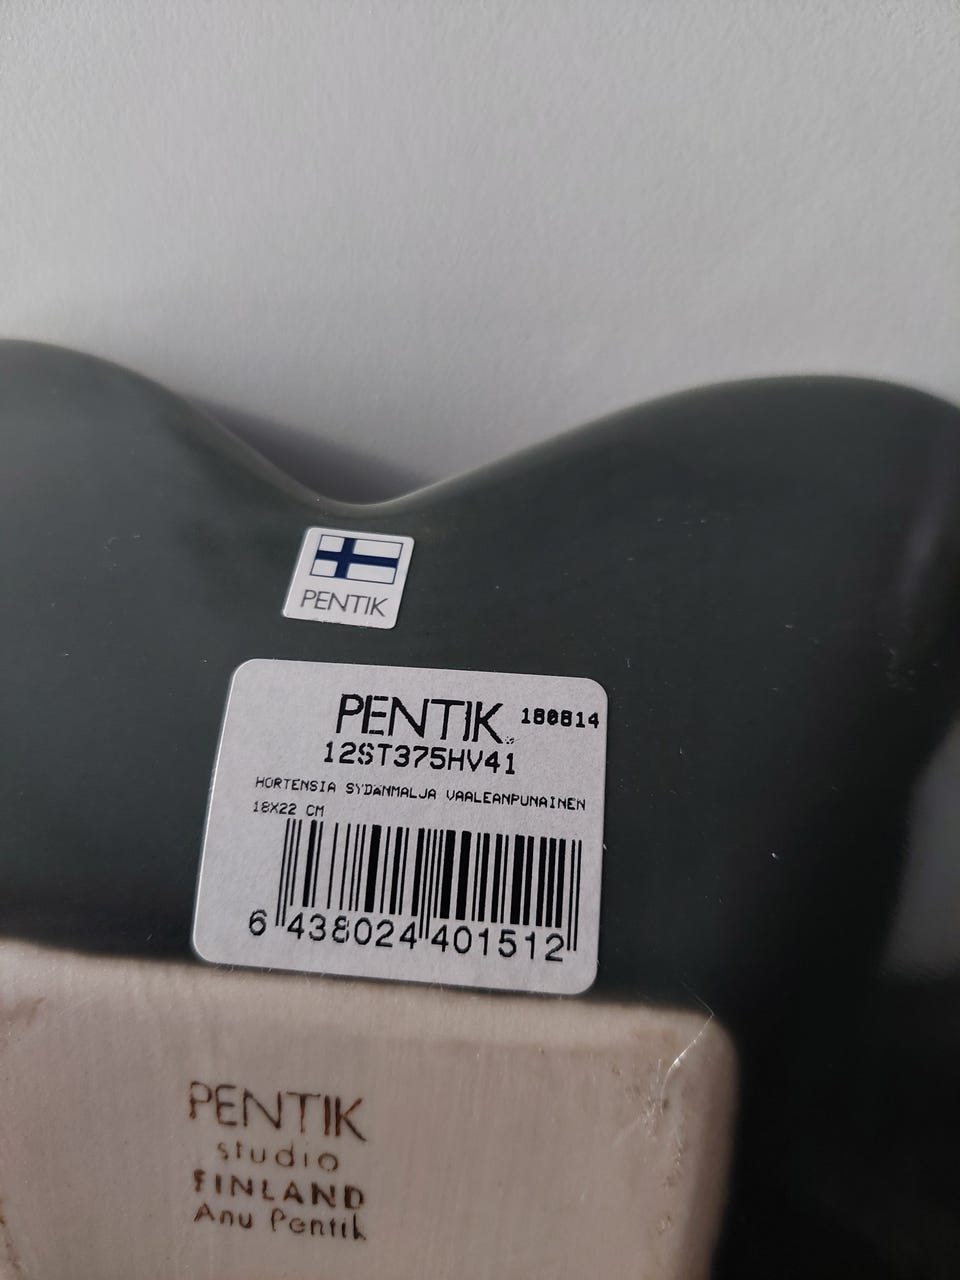 PENTIK
PENTIK 180814
12ST375HV41
HORTENSIA SYDÄNMALJA VAALEANPUNAINEN
18X22 CM
6 438024 401512
PENTIK
studio
FINLAND
Anu Pentik